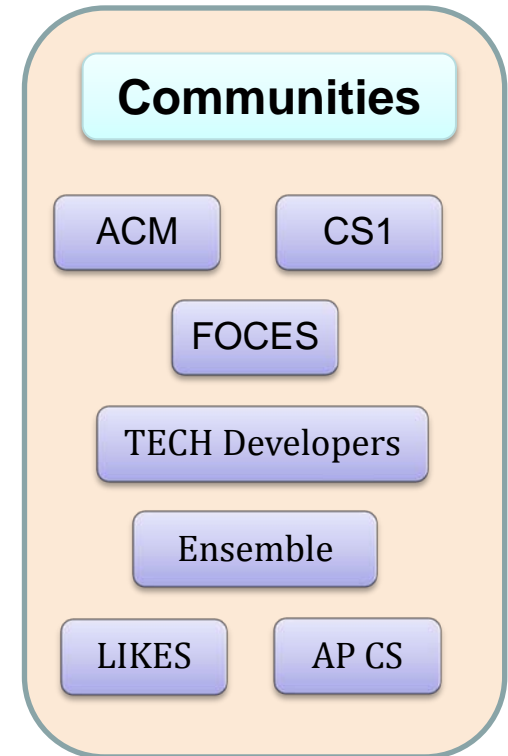 Communities
ACM CS1
FOCES
TECH Developers
Ensemble
LIKES AP CS